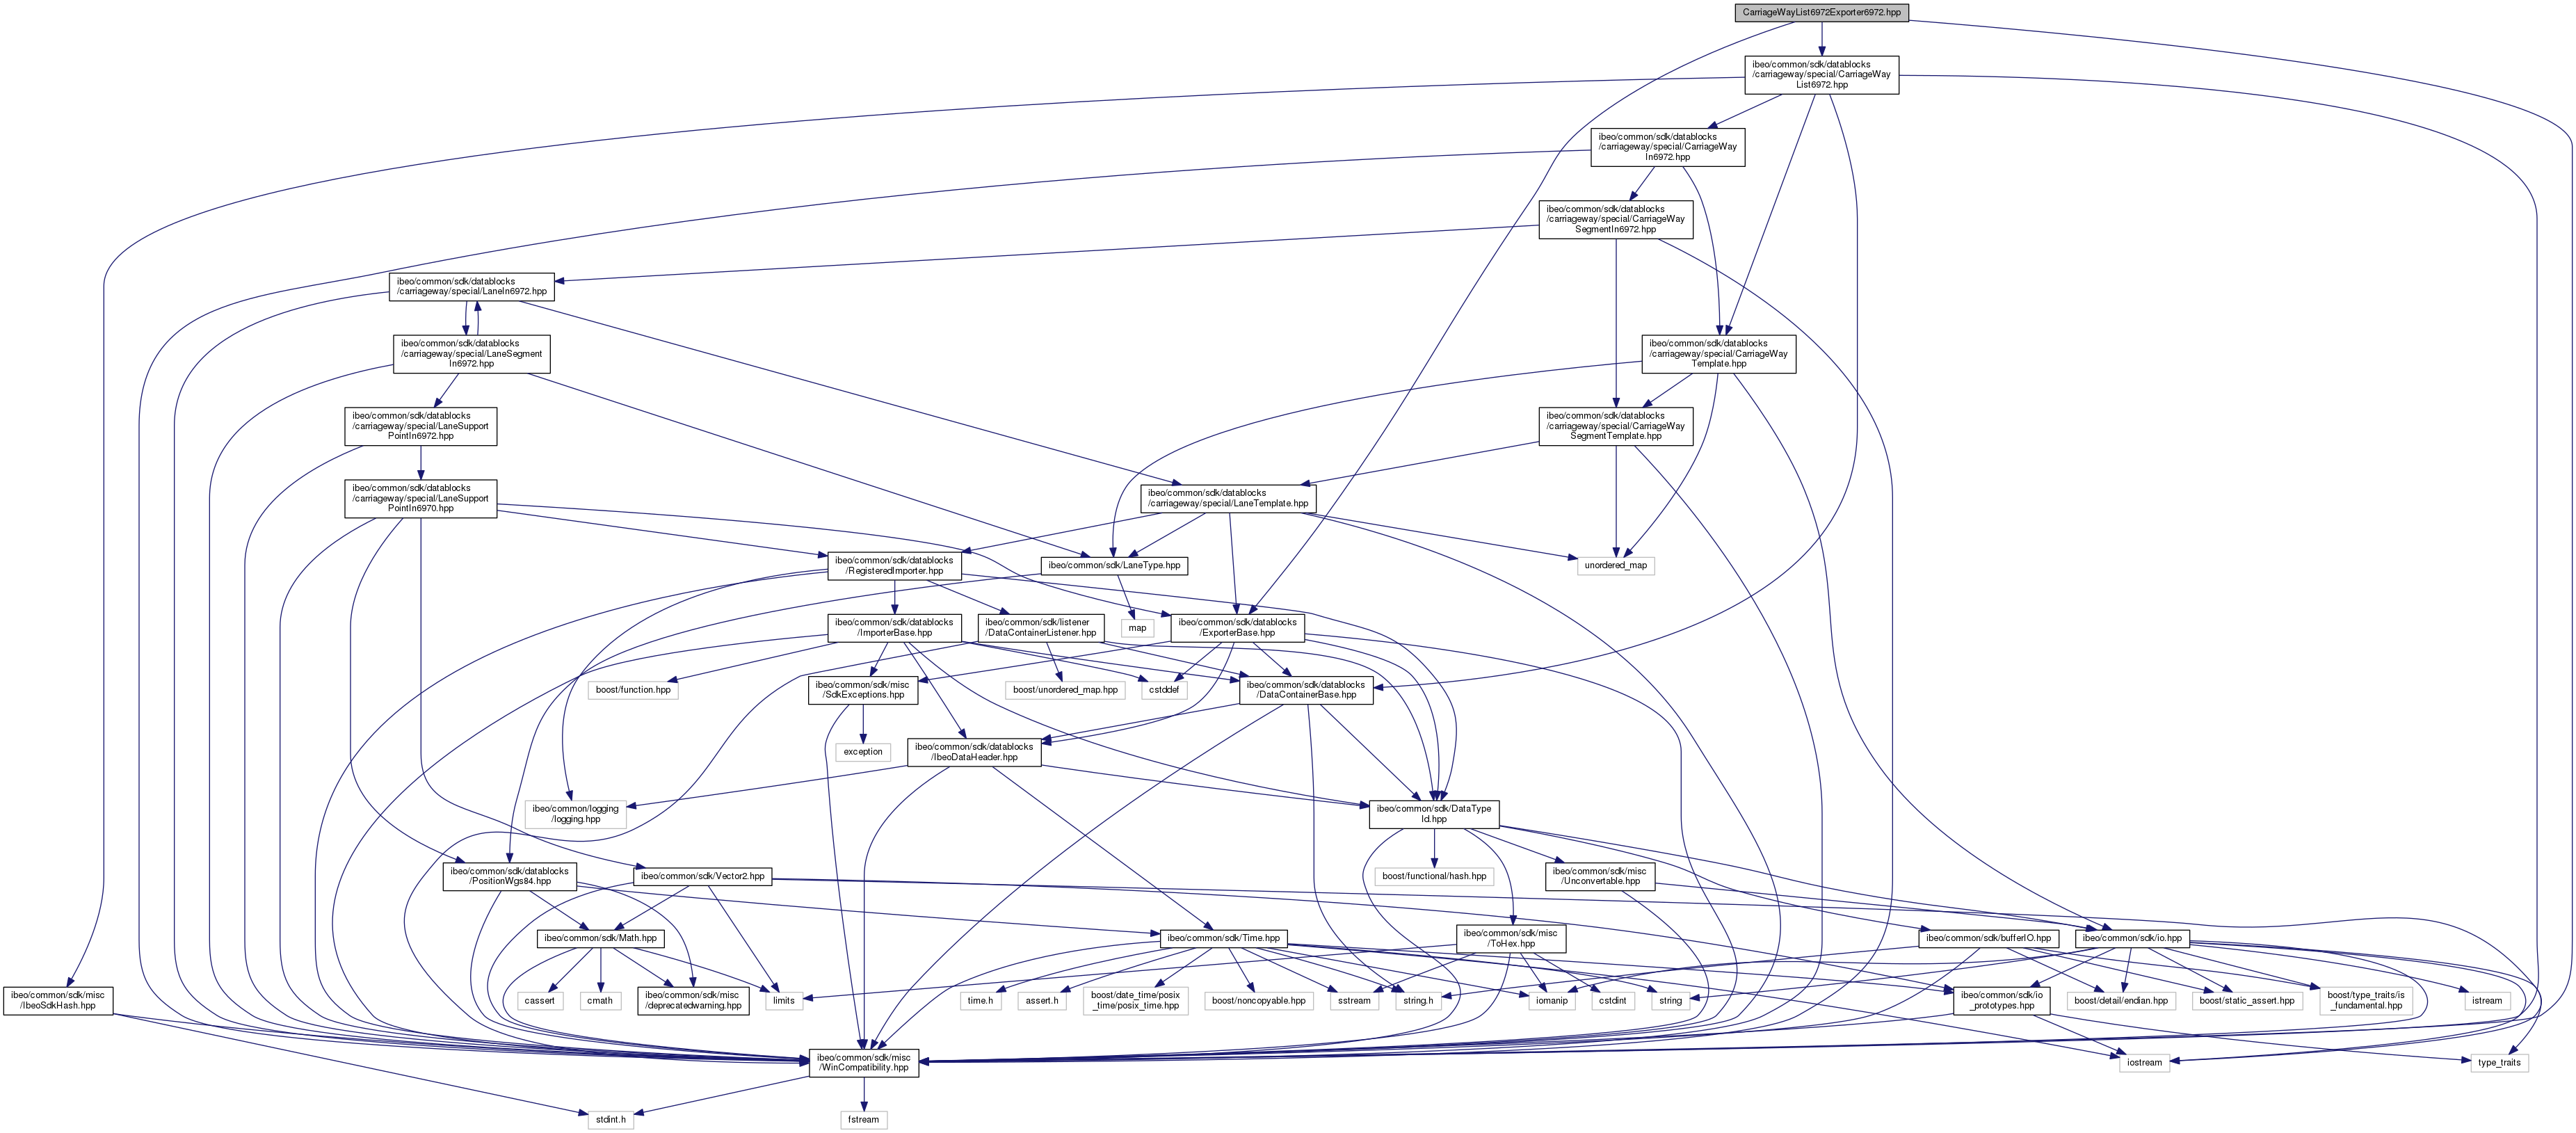 CarriageWayList6972Exporter6972.hpp
ibeo/common/sdk/datablocks
/carriageway/special/CarriageWay
List6972.hpp
ibeo/common/sdk/datablocks
/carriageway/special/CarriageWay
In6972.hpp
ibeo/common/sdk/datablocks
/carriageway/special/CarriageWay
SegmentIn6972.hpp
ibeo/common/sdk/datablocks
/carriageway/special/LaneIn6972.hpp
ibeo/common/sdk/datablocks
/carriageway/special/LaneSegment
In6972.hpp
ibeo/common/sdk/datablocks
/carriageway/special/CarriageWay
Template.hpp
ibeo/common/sdk/datablocks
/carriageway/special/LaneSupport
PointIn6972.hpp
ibeo/common/sdk/datablocks
/carriageway/special/CarriageWay
SegmentTemplate.hpp
ibeo/common/sdk/datablocks
/carriageway/special/LaneSupport
PointIn6970.hpp
ibeo/common/sdk/datablocks
/carriageway/special/LaneTemplate.hpp
ibeo/common/sdk/datablocks
/RegisteredImporter.hpp
ibeo/common/sdk/LaneType.hpp
unordered_map
ibeo/common/sdk/datablocks
/ImporterBase.hpp
ibeo/common/sdk/listener
/DataContainerListener.hpp
map
ibeo/common/sdk/datablocks
/ExporterBase.hpp
boost/function.hpp
ibeo/common/sdk/misc
/SdkExceptions.hpp
boost/unordered_map.hpp
cstddef
ibeo/common/sdk/datablocks
/DataContainerBase.hpp
exception
ibeo/common/sdk/datablocks
/IbeoDataHeader.hpp
ibeo/common/logging
/logging.hpp
ibeo/common/sdk/DataType
Id.hpp
ibeo/common/sdk/datablocks
/PositionWgs84.hpp
ibeo/common/sdk/Vector2.hpp
boost/functional/hash.hpp
ibeo/common/sdk/misc
/Unconvertable.hpp
ibeo/common/sdk/Math.hpp
ibeo/common/sdk/Time.hpp
ibeo/common/sdk/misc
/ToHex.hpp
ibeo/common/sdk/bufferIO.hpp
ibeo/common/sdk/io.hpp
ibeo/common/sdk/misc
/IbeoSdkHash.hpp
cassert
cmath
ibeo/common/sdk/misc
/deprecatedwarning.hpp
limits
time.h
assert.h
boost/date_time/posix
_time/posix_time.hpp
boost/noncopyable.hpp
sstream
string.h
iomanip
cstdint
string
ibeo/common/sdk/io
_prototypes.hpp
boost/detail/endian.hpp
boost/static_assert.hpp
boost/type_traits/is
_fundamental.hpp
istream
ibeo/common/sdk/misc
/WinCompatibility.hpp
iostream
type_traits
stdint.h
fstream